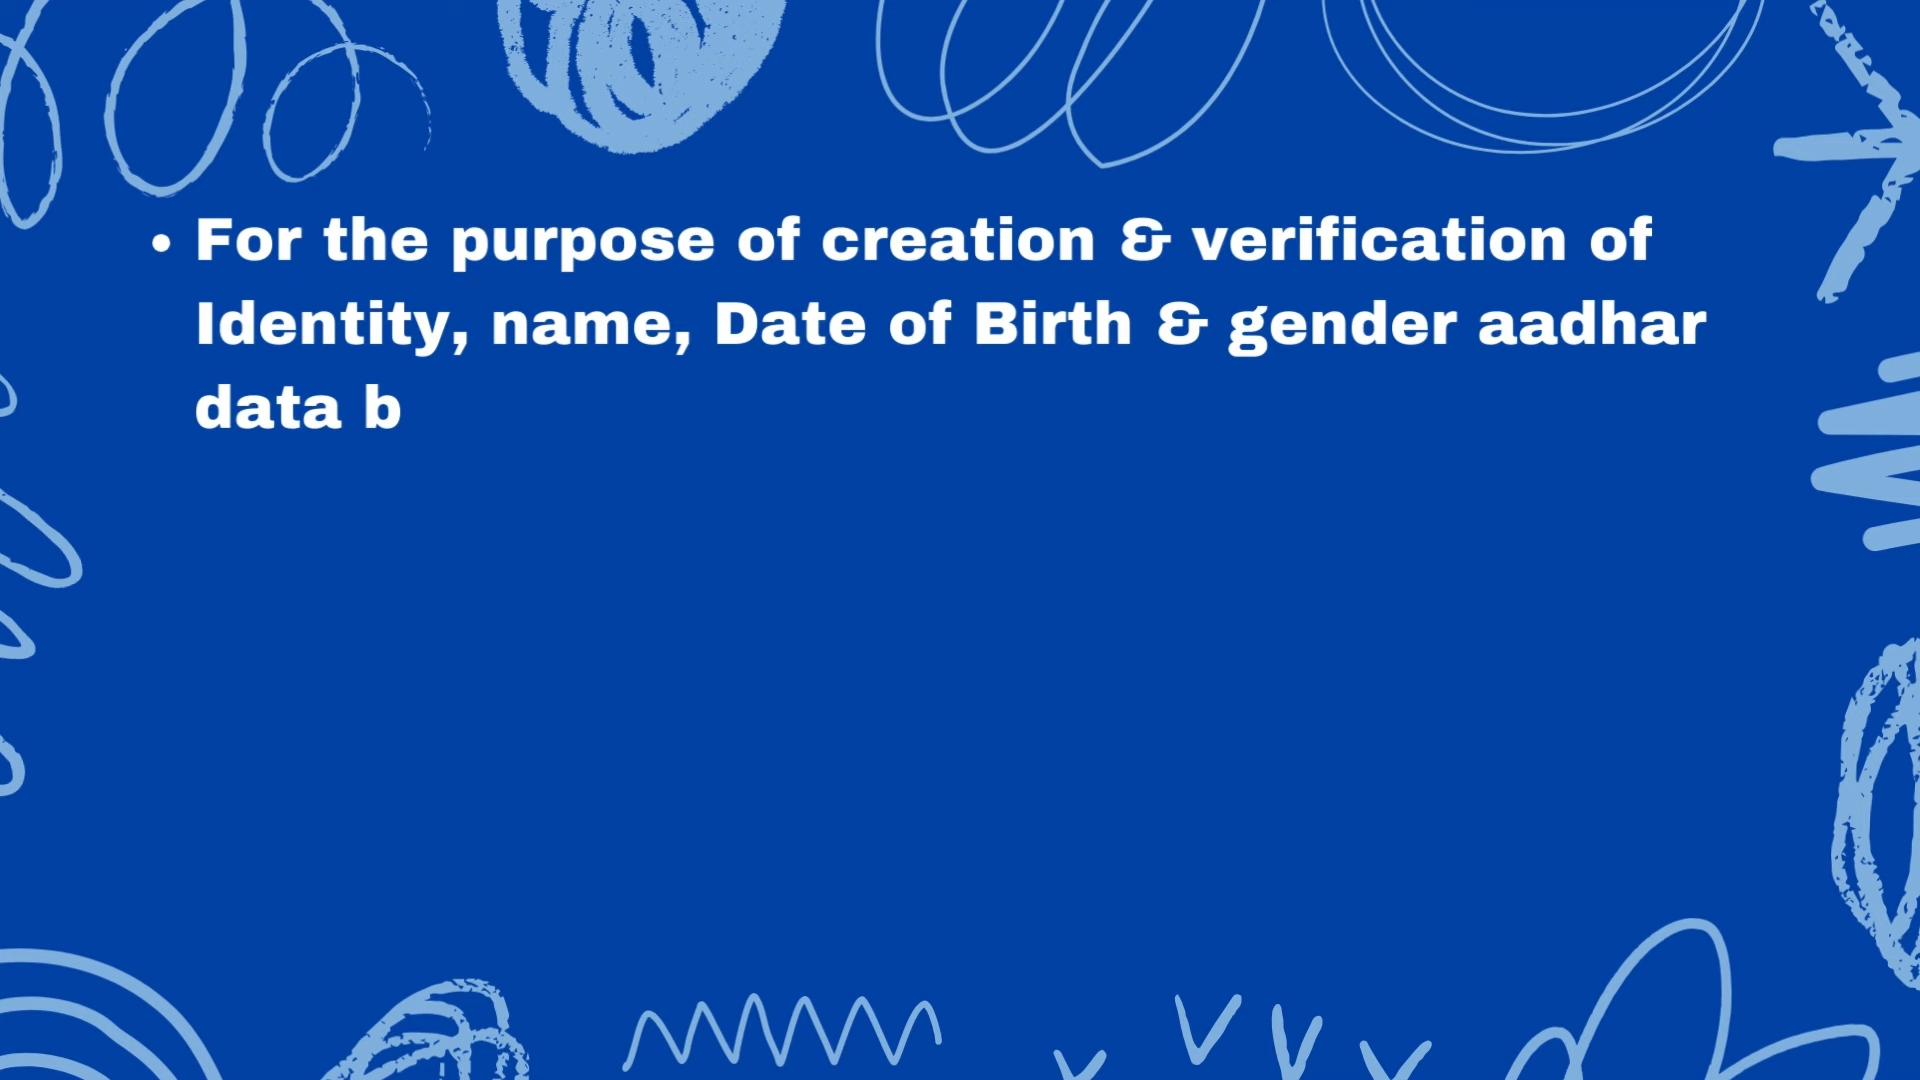 • For the purpose of creation & verification of
Identity, name, Date of Birth & gender aadhar
data b